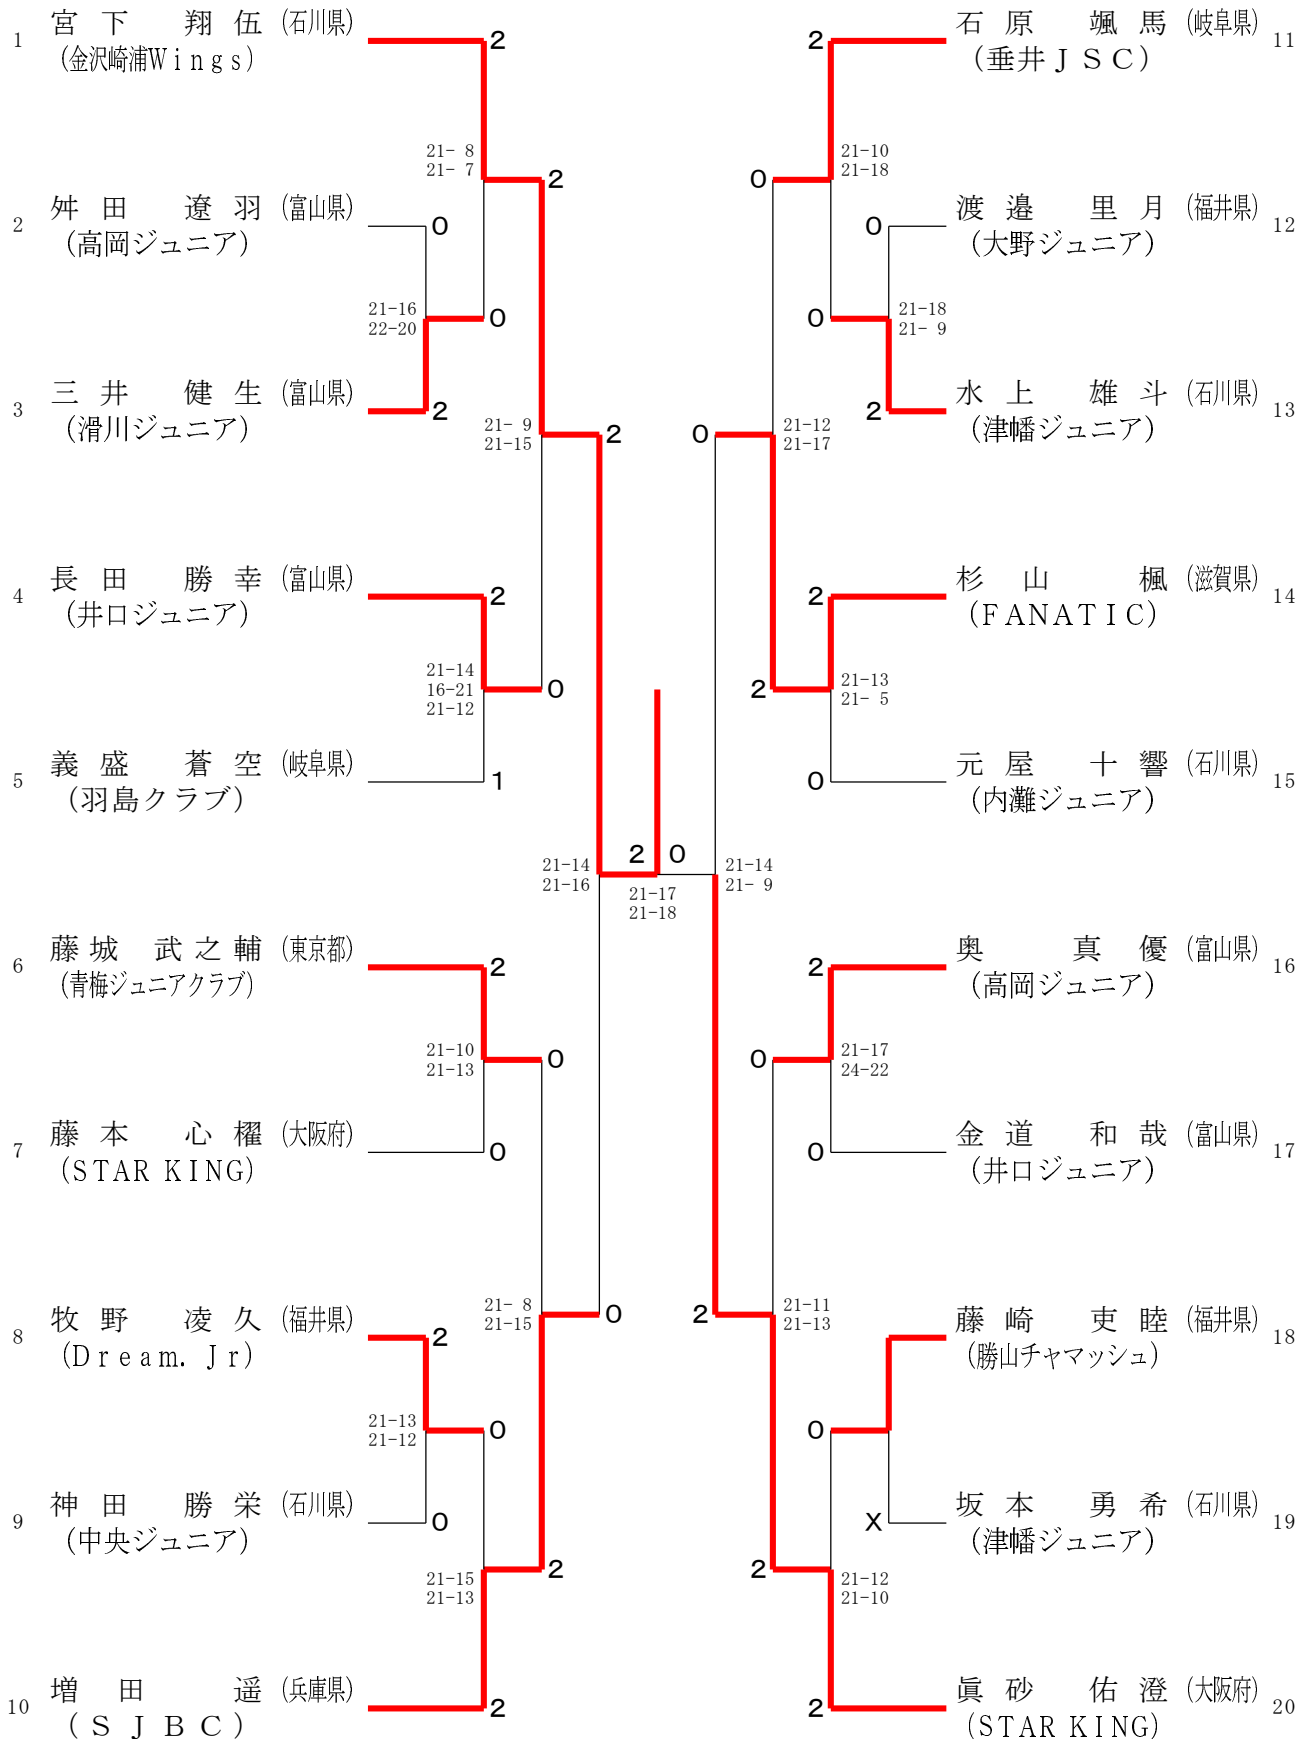 1 宮下 翔伍 (石川県)
(金沢崎浦Wings)
2
21- 8
21- 7
2
2 舛田 遼羽 (富山県)
(高岡ジュニア)
0
21-16
22-20
0
3 三井 健生 (富山県)
(滑川ジュニア)
2
21- 9
21-15
2
4 長田 勝幸 (富山県)
(井口ジュニア)
2
21-14
16-21
21-12
0
5 義盛 蒼空 (岐阜県)
(羽島クラブ)
1
21-14
21-16
2 0
21-17
21-18
6 藤城 武之輔 (東京都)
(青梅ジュニアクラブ)
2
21-10
21-13
0
7 藤本 心櫂 (大阪府)
(STAR KING)
0
21- 8
21-15
0
8 牧野 凌久 (福井県)
(Dream. Jr)
2
21-13
21-12
0
9 神田 勝栄 (石川県)
(中央ジュニア)
0
21-15
21-13
2
10 増田 遥 (兵庫県)
(SJBC)
2
2 石原 颯馬 (岐阜県) 11
(垂井JSC)
21-10
21-18
0
0 渡邉 里月 (福井県) 12
(大野ジュニア)
21-18
21- 9
0
2 水上 雄斗 (石川県) 13
(津幡ジュニア)
21-12
21-17
0
2 杉山 楓 (滋賀県) 14
(FANATIC)
21-13
21- 5
2
0 元屋 十響 (石川県) 15
(内灘ジュニア)
21-14
21- 9
2 奥 真優 (富山県) 16
(高岡ジュニア)
21-17
24-22
0
0 金道 和哉 (富山県) 17
(井口ジュニア)
21-11
21-13
2
藤崎 吏睦 (福井県) 18
(勝山チャマッシュ)
0
X 坂本 勇希 (石川県) 19
(津幡ジュニア)
21-12
21-10
2
2 眞砂 佑澄 (大阪府) 20
(STAR KING)